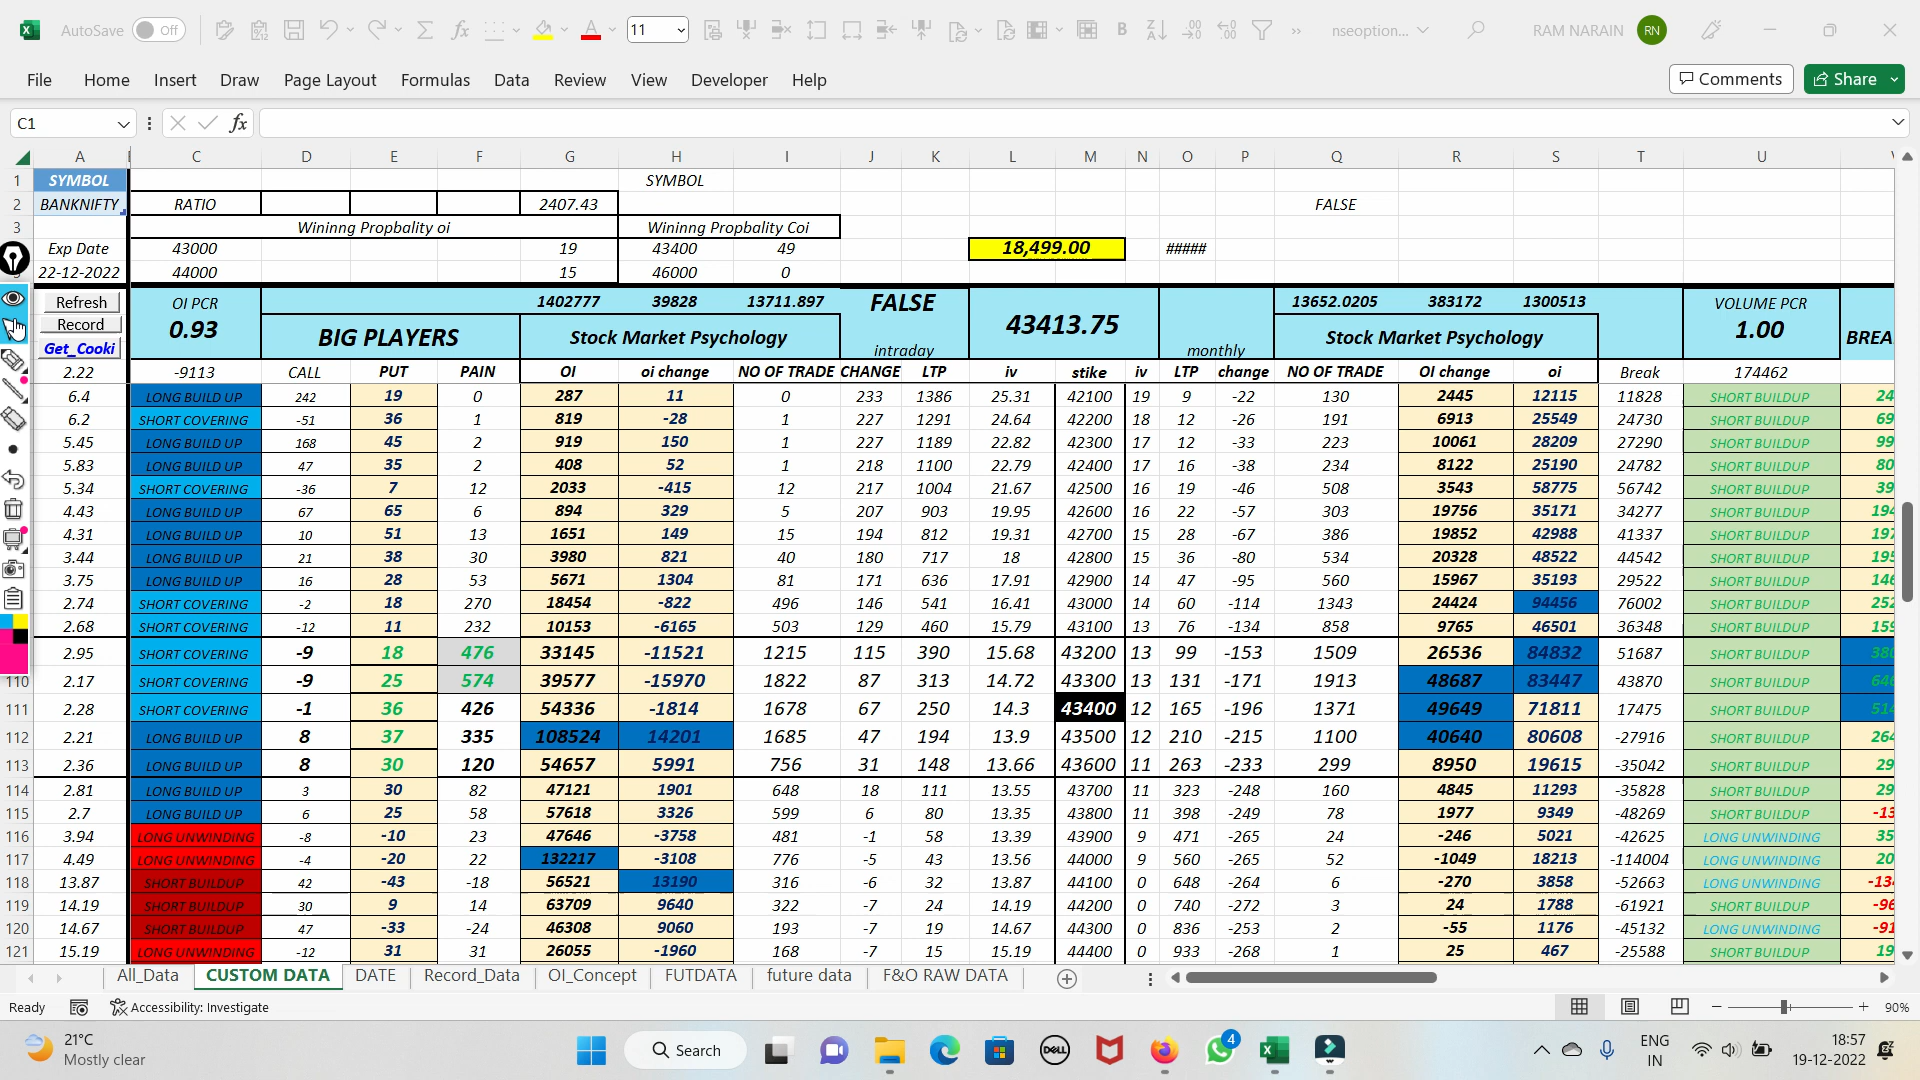 AutoSave Off 11 nseoption... RAM NARAIN RN
File Home Insert Draw Page Layout Formulas Data Review View Developer Help Comments Share
C1 fx
A C D E F G H I J K L M N O P Q R S T U
1 SYMBOL SYMBOL
2 BANKNIFTY RATIO 2407.43 FALSE
3 Wininng Propbality oi Wininng Propbality Coi
Exp Date 43000 19 43400 49 18,499.00 #####
22-12-2022 44000 15 46000 0
Refresh OI PCR 1402777 39828 13711.897 FALSE 43413.75 13652.0205 383172 1300513 VOLUME PCR
Record 0.93 BIG PLAYERS Stock Market Psychology Stock Market Psychology 1.00 BREA
Get_Cooki intraday monthly
2.22 -9113 CALL PUT PAIN OI oi change NO OF TRADE CHANGE LTP iv stike iv LTP change NO OF TRADE OI change oi Break 174462
6.4 LONG BUILD UP 242 19 0 287 11 0 233 1386 25.31 42100 19 9 -22 130 2445 12115 11828 SHORT BUILDUP 24
6.2 SHORT COVERING -51 36 1 819 -28 1 227 1291 24.64 42200 18 12 -26 191 6913 25549 24730 SHORT BUILDUP 69
5.45 LONG BUILD UP 168 45 2 919 150 1 227 1189 22.82 42300 17 12 -33 223 10061 28209 27290 SHORT BUILDUP 99
5.83 LONG BUILD UP 47 35 2 408 52 1 218 1100 22.79 42400 17 16 -38 234 8122 25190 24782 SHORT BUILDUP 80
5.34 SHORT COVERING -36 7 12 2033 -415 12 217 1004 21.67 42500 16 19 -46 508 3543 58775 56742 SHORT BUILDUP 39
4.43 LONG BUILD UP 67 65 6 894 329 5 207 903 19.95 42600 16 22 -57 303 19756 35171 34277 SHORT BUILDUP 194
4.31 LONG BUILD UP 10 51 13 1651 149 15 194 812 19.31 42700 15 28 -67 386 19852 42988 41337 SHORT BUILDUP 197
3.44 LONG BUILD UP 21 38 30 3980 821 40 180 717 18 42800 15 36 -80 534 20328 48522 44542 SHORT BUILDUP 195
3.75 LONG BUILD UP 16 28 53 5671 1304 81 171 636 17.91 42900 14 47 -95 560 15967 35193 29522 SHORT BUILDUP 146
2.74 SHORT COVERING -2 18 270 18454 -822 496 146 541 16.41 43000 14 60 -114 1343 24424 94456 76002 SHORT BUILDUP 252
2.68 SHORT COVERING -12 11 232 10153 -6165 503 129 460 15.79 43100 13 76 -134 858 9765 46501 36348 SHORT BUILDUP 159
2.95 SHORT COVERING -9 18 476 33145 -11521 1215 115 390 15.68 43200 13 99 -153 1509 26536 84832 51687 SHORT BUILDUP 380
110 2.17 SHORT COVERING -9 25 574 39577 -15970 1822 87 313 14.72 43300 13 131 -171 1913 48687 83447 43870 SHORT BUILDUP 646
111 2.28 SHORT COVERING -1 36 426 54336 -1814 1678 67 250 14.3 43400 12 165 -196 1371 49649 71811 17475 SHORT BUILDUP 514
112 2.21 LONG BUILD UP 8 37 335 108524 14201 1685 47 194 13.9 43500 12 210 -215 1100 40640 80608 -27916 SHORT BUILDUP 264
113 2.36 LONG BUILD UP 8 30 120 54657 5991 756 31 148 13.66 43600 11 263 -233 299 8950 19615 -35042 SHORT BUILDUP 29
114 2.81 LONG BUILD UP 3 30 82 47121 1901 648 18 111 13.55 43700 11 323 -248 160 4845 11293 -35828 SHORT BUILDUP 29
115 2.7 LONG BUILD UP 6 25 58 57618 3326 599 6 80 13.35 43800 11 398 -249 78 1977 9349 -48269 SHORT BUILDUP -13
116 3.94 LONG UNWINDING -8 -10 23 47646 -3758 481 -1 58 13.39 43900 9 471 -265 24 -246 5021 -42625 LONG UNWINDING 35
117 4.49 LONG UNWINDING -4 -20 22 132217 -3108 776 -5 43 13.56 44000 9 560 -265 52 -1049 18213 -114004 LONG UNWINDING 20
118 13.87 SHORT BUILDUP 42 -43 -18 56521 13190 316 -6 32 13.87 44100 0 648 -264 6 -270 3858 -52663 LONG UNWINDING -134
119 14.19 SHORT BUILDUP 30 9 14 63709 9640 322 -7 24 14.19 44200 0 740 -272 3 24 1788 -61921 SHORT BUILDUP -96
120 14.67 SHORT BUILDUP 47 -33 -24 46308 9060 193 -7 19 14.67 44300 0 836 -253 2 -55 1176 -45132 LONG UNWINDING -91
121 15.19 LONG UNWINDING -12 31 31 26055 -1960 168 -7 15 15.19 44400 0 933 -268 1 25 467 -25588 SHORT BUILDUP 19
All_Data CUSTOM DATA DATE Record_Data OI_Concept FUTDATA future data F&O RAW DATA
Ready Accessibility: Investigate 90%
21°C Search DELL 4 ENG 18:57
Mostly clear IN 19-12-2022